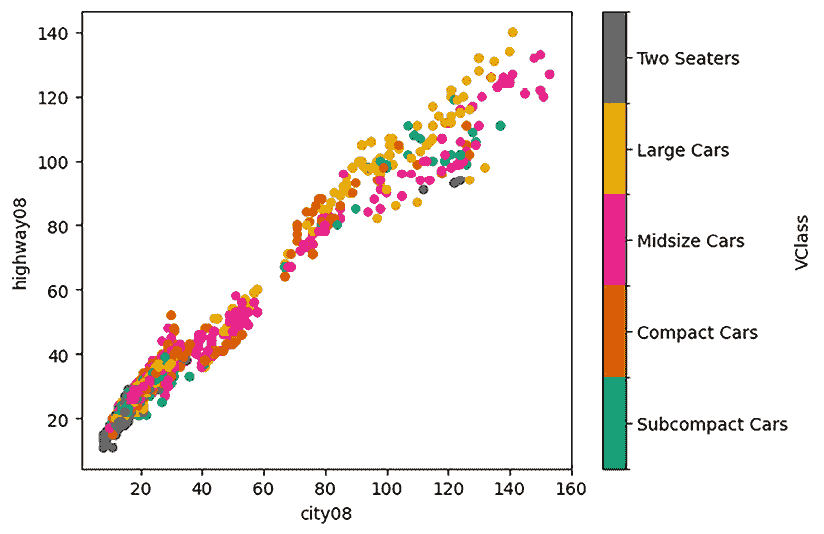 140
120
100
80
60
40
20
highway08
20 40 60 80 100 120 140 160
city08
Two Seaters
Large Cars
Midsize Cars
Compact Cars
Subcompact Cars
VClass